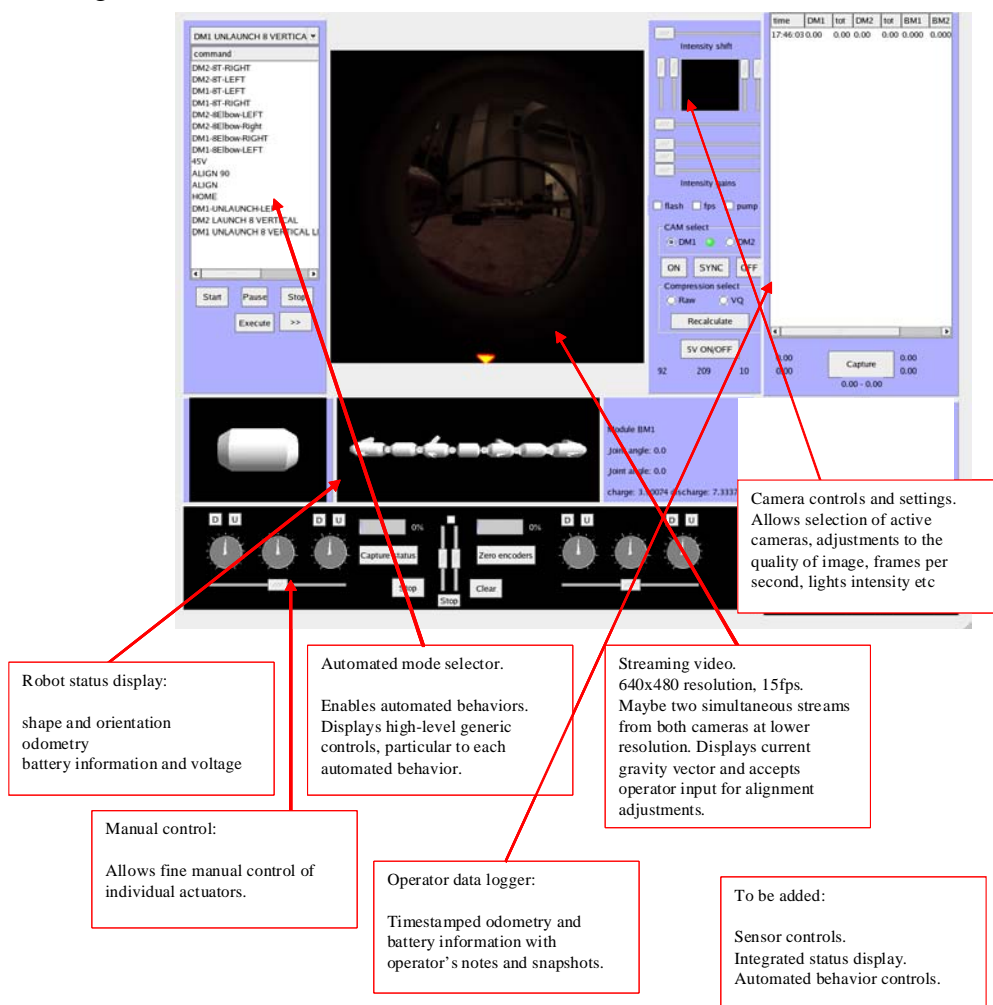 DM1 UNLAUNCH 8 VERTICA
command
DM2-8T-RIGHT
DM2-8T-LEFT
DM1-8T-LEFT
DM1-8T-RIGHT
DM2-8Elbow-LEFT
DM2-8Elbow-Right
DM1-8Elbow-RIGHT
DM1-8Elbow-LEFT
45V
ALIGN 90
ALIGN
HOME
DM1-UNLAUNCH-LEF
DM2 LAUNCH 8 VERTICAL
DM1 UNLAUNCH 8 VERTICAL LI
Start Pause Stop
Execute >>
Intensity shift
Intensity gains
flash fps pump
CAM select
DM1 DM2
ON SYNC OFF
Compression select
Raw VQ
Recalculate
5V ON/OFF
92 209 10
time DM1 tot DM2 tot BM1 BM2
17:46:03 0.00 0.00 0.00 0.00 0.000 0.000
0.00 Capture 0.00
0.00 0.00
0.00 - 0.00
Module BM1
Joint angle: 0.0
Joint angle: 0.0
charge: discharge: 7.3337
D U D U 0% 0% D U D U
Capture status Zero encoders
Stop Clear
Stop
Camera controls and settings.
Allows selection of active
cameras, adjustments to the
quality of image, frames per
second, lights intensity etc
Robot status display:
shape and orientation
odometry
battery information and voltage
Automated mode selector.
Enables automated behaviors.
Displays high-level generic
controls, particular to each
automated behavior.
Streaming video.
640x480 resolution, 15fps.
Maybe two simultaneous streams
from both cameras at lower
resolution. Displays current
gravity vector and accepts
operator input for alignment
adjustments.
Manual control:
Allows fine manual control of
individual actuators.
Operator data logger:
Timestamped odometry and
battery information with
operator's notes and snapshots.
To be added:
Sensor controls.
Integrated status display.
Automated behavior controls.